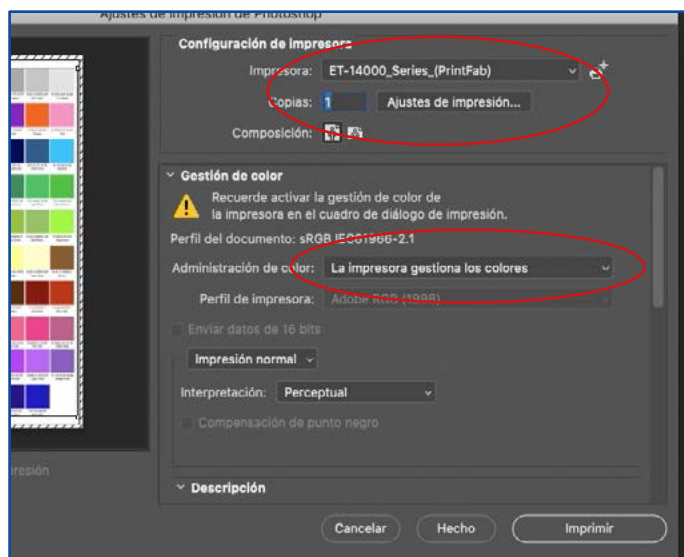 Ajustes de impresión de Photoshop
Configuración de impresora
Impresora: ET-14000_Series_(PrintFab)
Copias: 1 Ajustes de impresión...
Composición:
Gestión de color
Recuerde activar la gestión de color de
la impresora en el cuadro de diálogo de impresión.
Perfil del documento: sRGB IEC61966-2.1
Administración de color: La impresora gestiona los colores
Perfil de impresora: Adobe RGB (1998)
Enviar datos de 16 bits
Impresión normal
Interpretación: Perceptual
Compensación de punto negro
resión
Descripción
Cancelar Hecho Imprimir